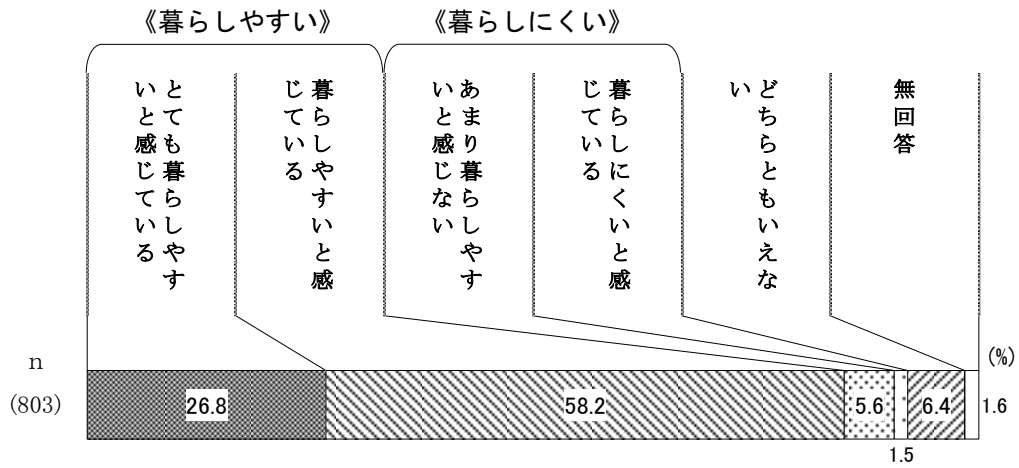 《暮らしやすい》
《暮らしにくい》
とても暮らしやす
いと感じている
暮らしやすいと感
じている
あまり暮らしやす
いと感じない
暮らしにくいと感
じている
どちらともいえな
い
無回答
(%)
n
(803)
26.8
58.2
5.6
1.5
6.4
1.6